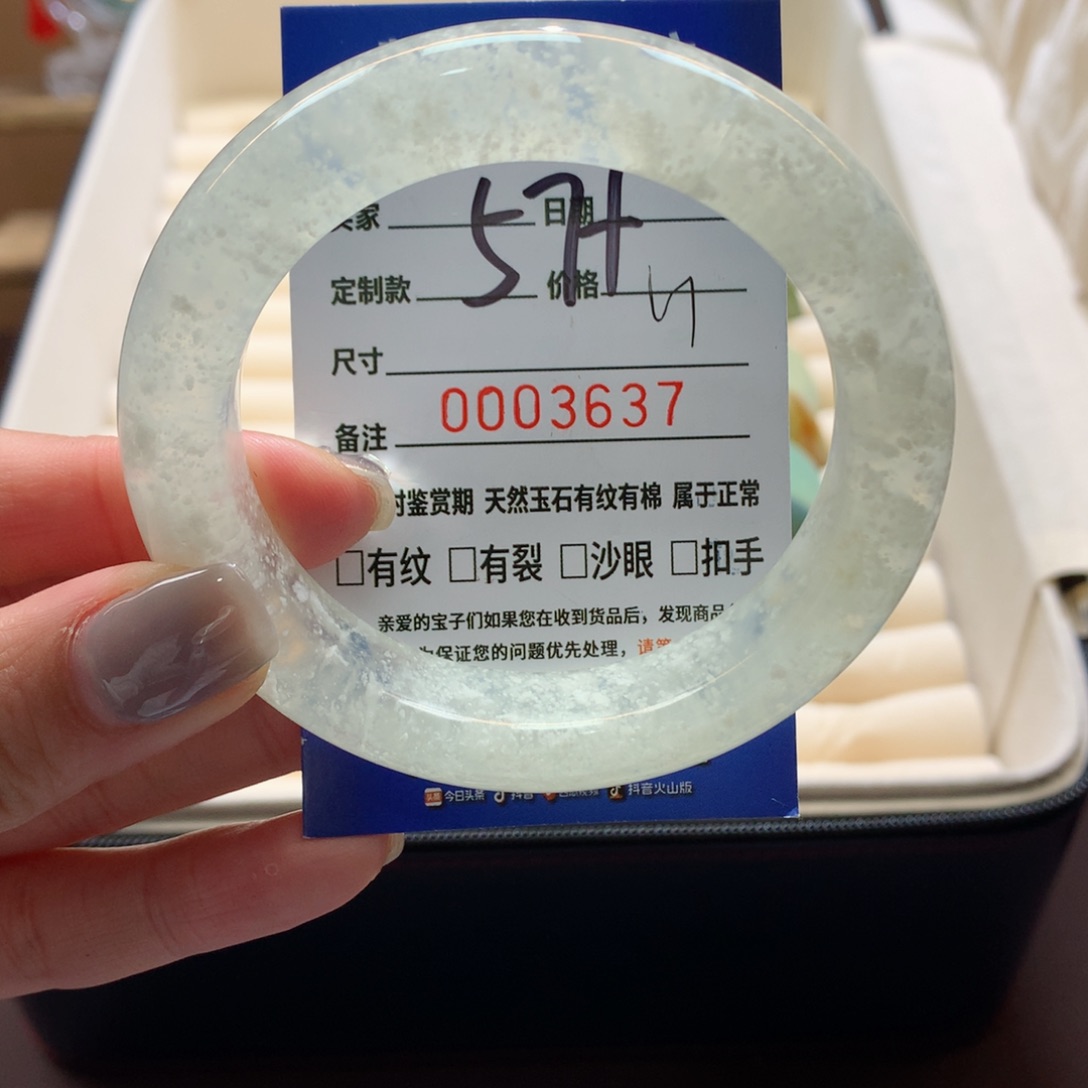 家 日期
57H
定制款 价格
尺寸
0003637
备注
时鉴赏期 天然玉石有纹有棉 属于正常
□有纹 □有裂 □沙眼 □扣手
亲爱的宝子们如果您在收到货品后，发现商品
为保证您的问题优先处理，请
今日头条 抖音 抖音火山版